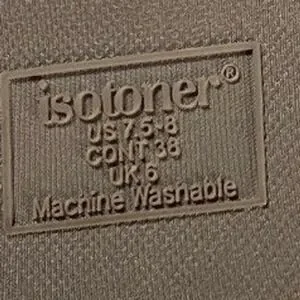 isotoner®
US 7.5-8
CONT 38
UK 6
Machine Washable